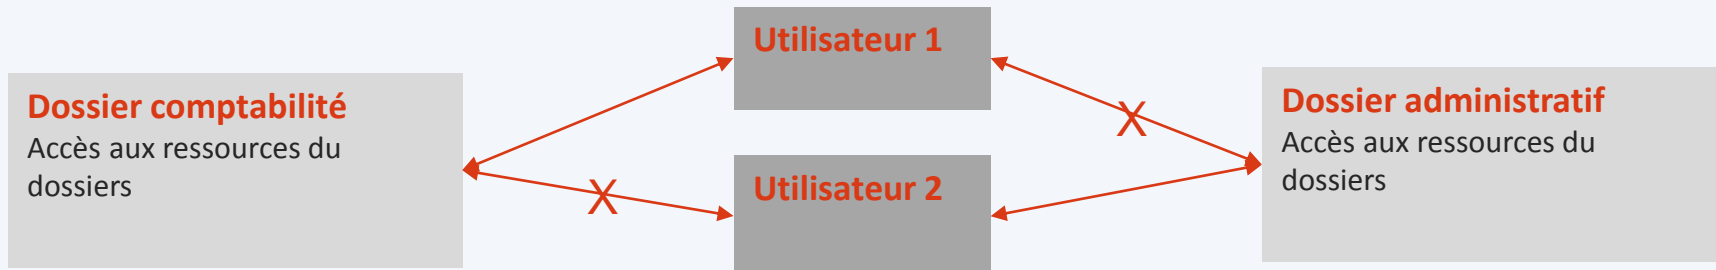 Utilisateur 1
Dossier comptabilité
Accès aux ressources du
dossiers
X
Utilisateur 2
X
Dossier administratif
Accès aux ressources du
dossiers